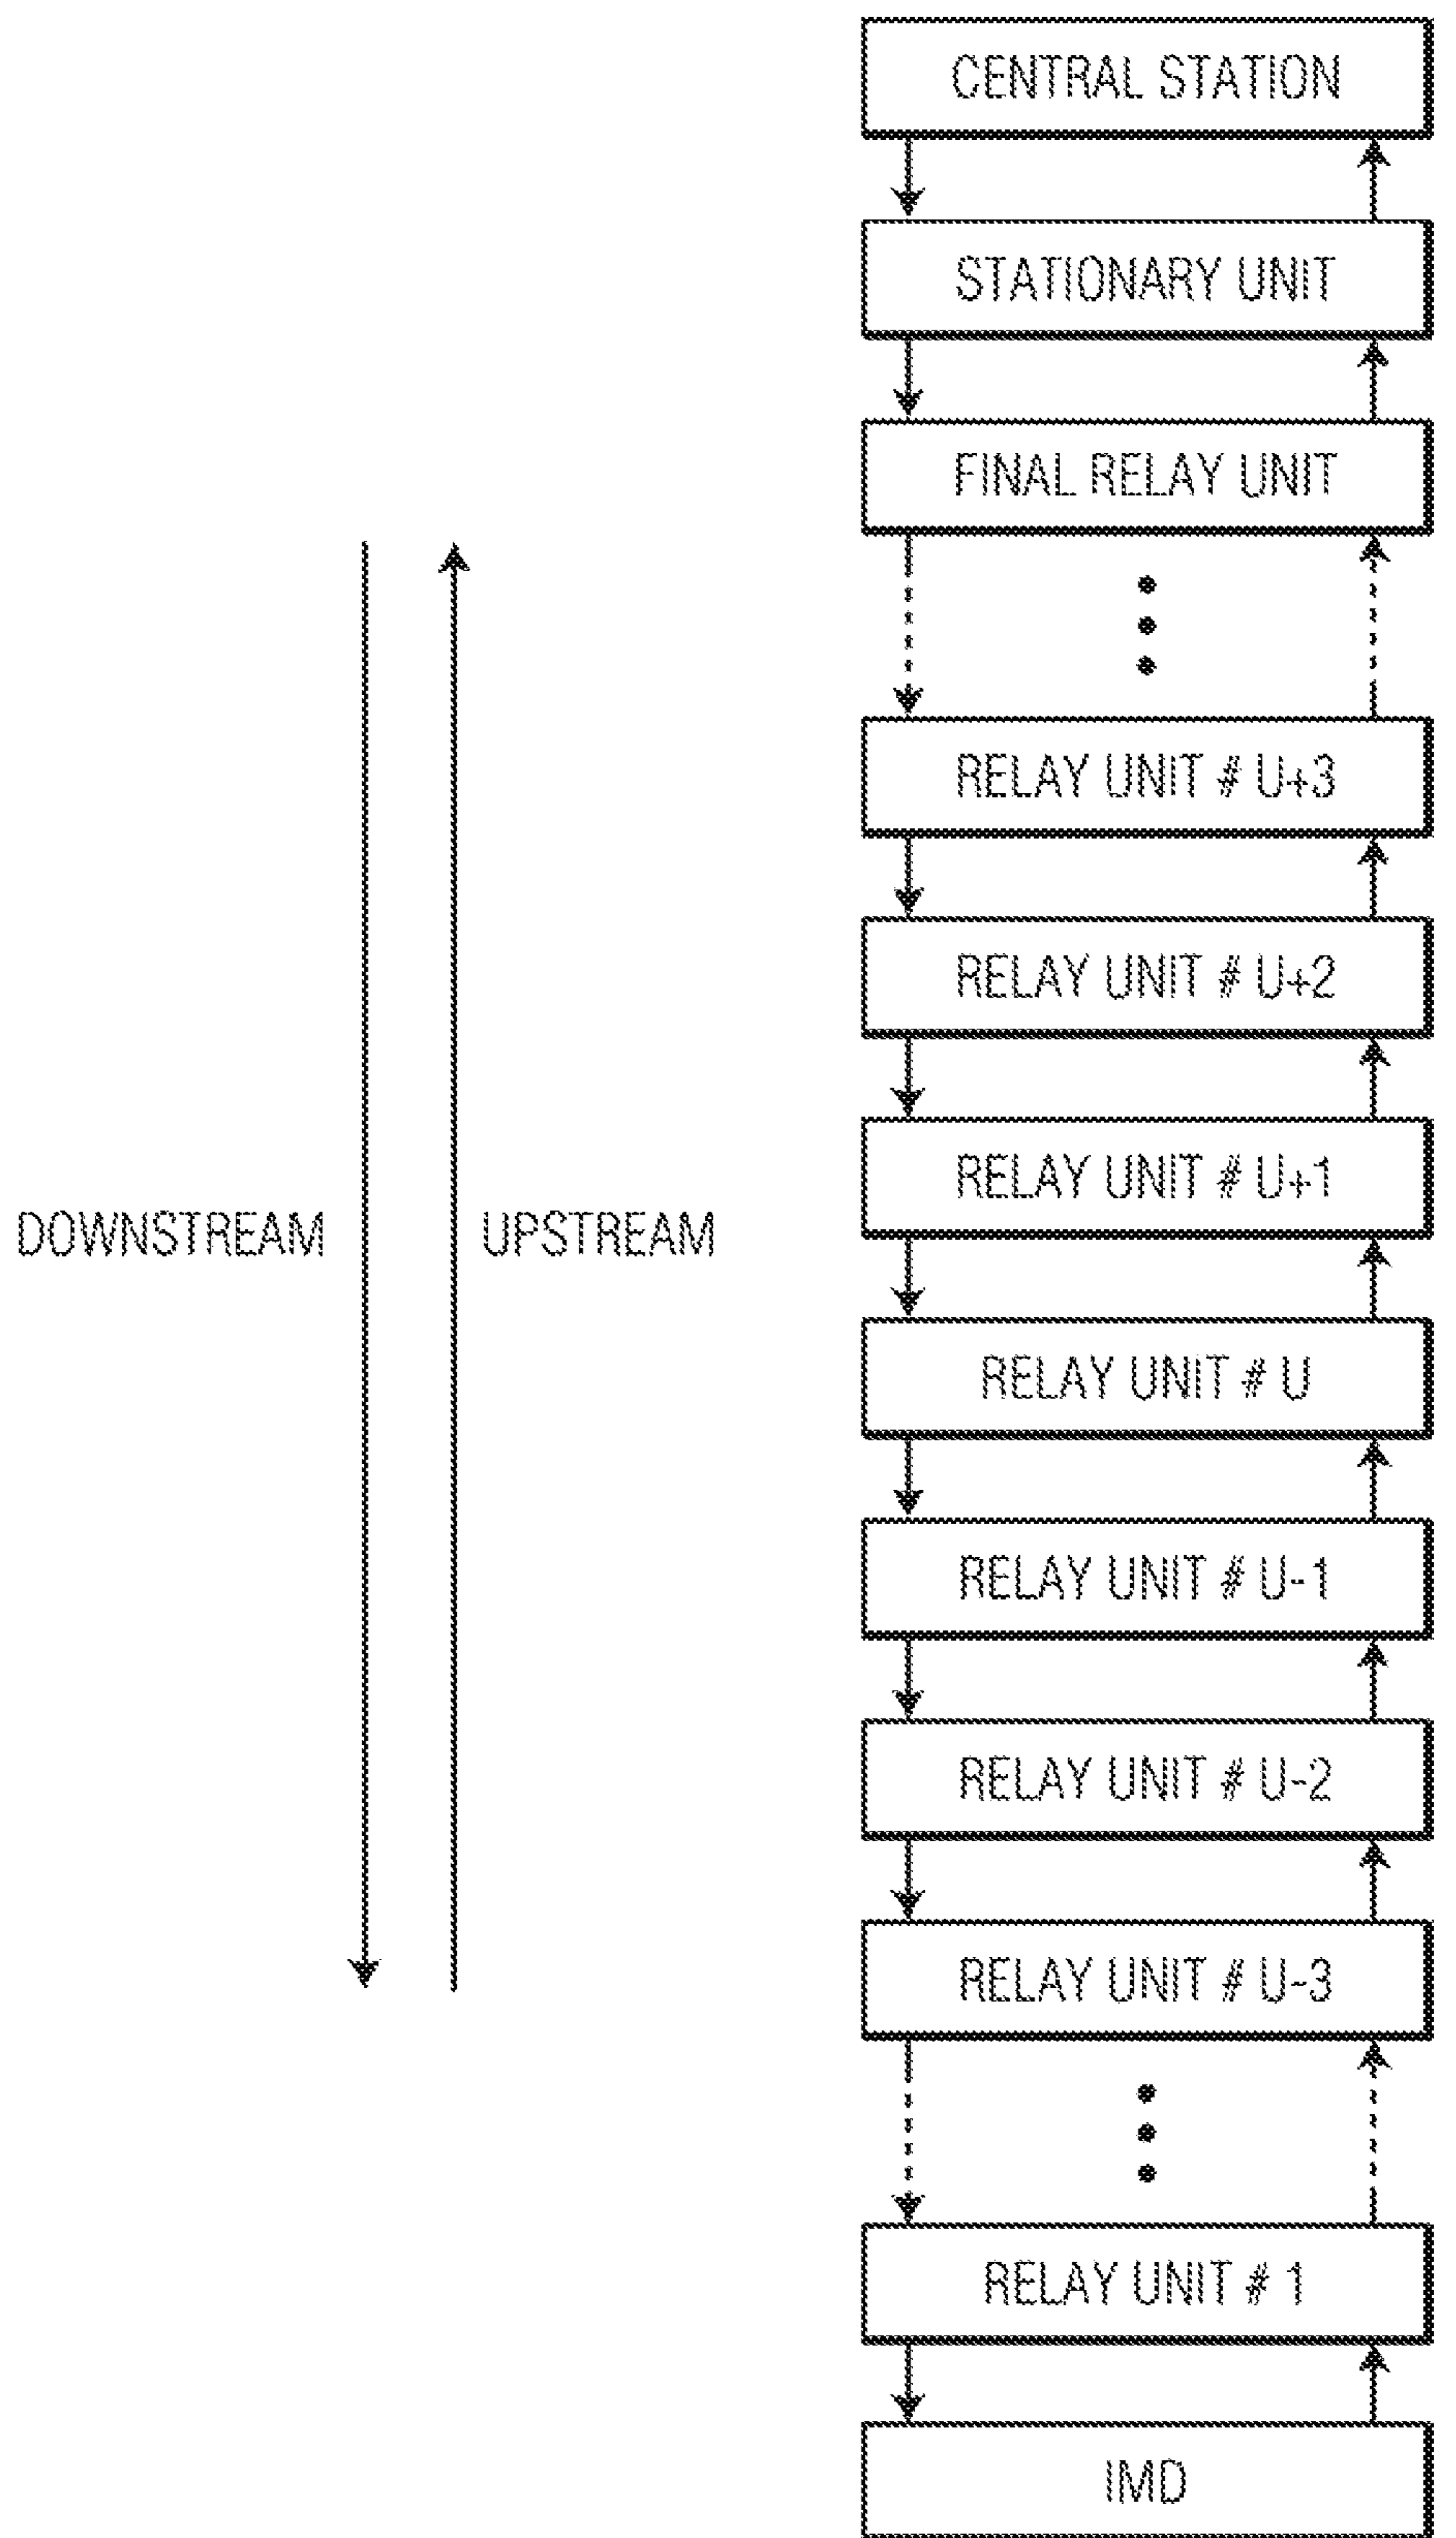 CENTRAL STATION
STATIONARY UNIT
FINAL RELAY UNIT
RELAY UNIT # U+3
RELAY UNIT # U+2
RELAY UNIT # U+1
DOWNSTREAM
UPSTREAM
RELAY UNIT # U
RELAY UNIT # U-1
RELAY UNIT # U-2
RELAY UNIT # U-3
RELAY UNIT # 1
IMD